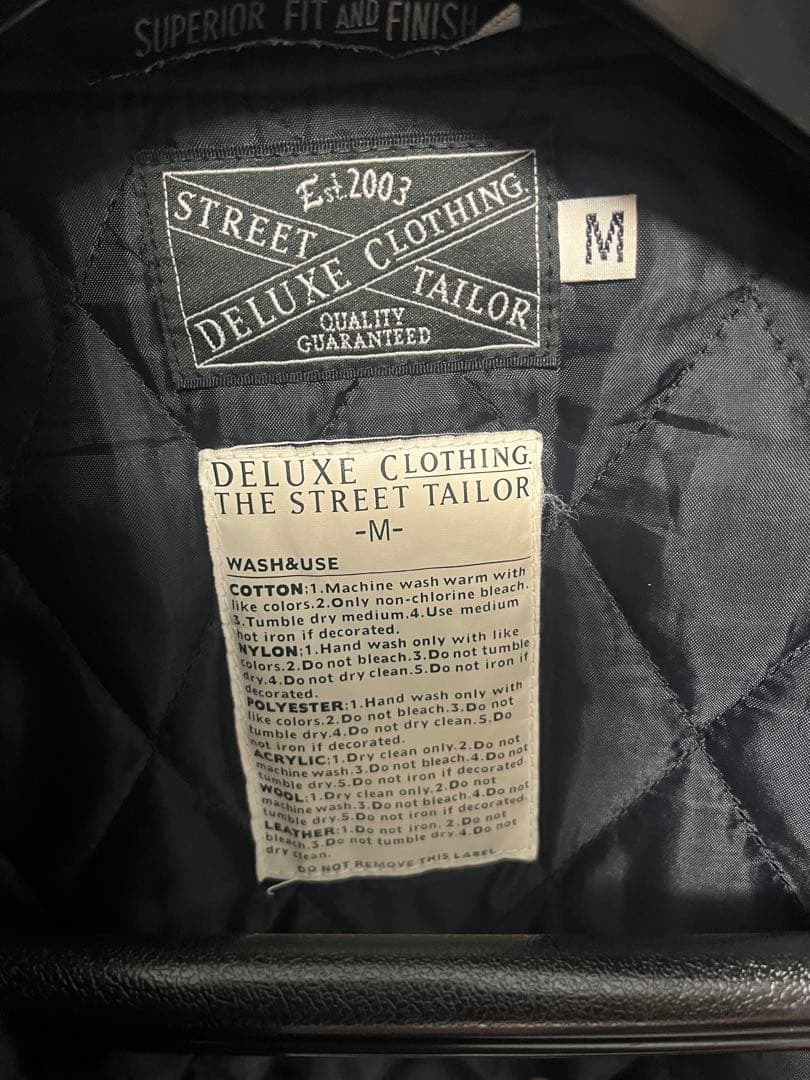 SUPERIOR FIT AND FINISH
Est.2003
STREET TAILOR
DELUXE CLOTHING.
QUALITY
GUARANTEED
M
DELUXE CLOTHING.
THE STREET TAILOR
-M-
WASH&USE
COTTON:1.Machine wash warm with
like colors.2.Only non-chlorine bleach.
3.Tumble dry medium.4.Use medium
hot iron if decorated.
NYLON:1.Hand wash only with like
colors.2.Do not bleach.3.Do not tumble
dry.4.Do not dry clean.5.Do not iron if
decorated.
POLYESTER:1.Hand wash only with
like colors.2.Do not bleach.3.Do not
tumble dry.4.Do not dry clean.5.Do
not iron if decorated.
ACRYLIC:1.Dry clean only.2.Do not
machine wash.3.Do not bleach.4.Do not
tumble dry.5.Do not iron if decorated.
WOOL:1.Dry clean only.2.Do not
machine wash.3.Do not bleach.4.Do not
tumble dry.5.Do not iron if decorated.
LEATHER:1.Do not iron.2.Do not
bleach.3.Do not tumble dry.4.Do not
dry clean.
DO NOT REMOVE THIS LABEL